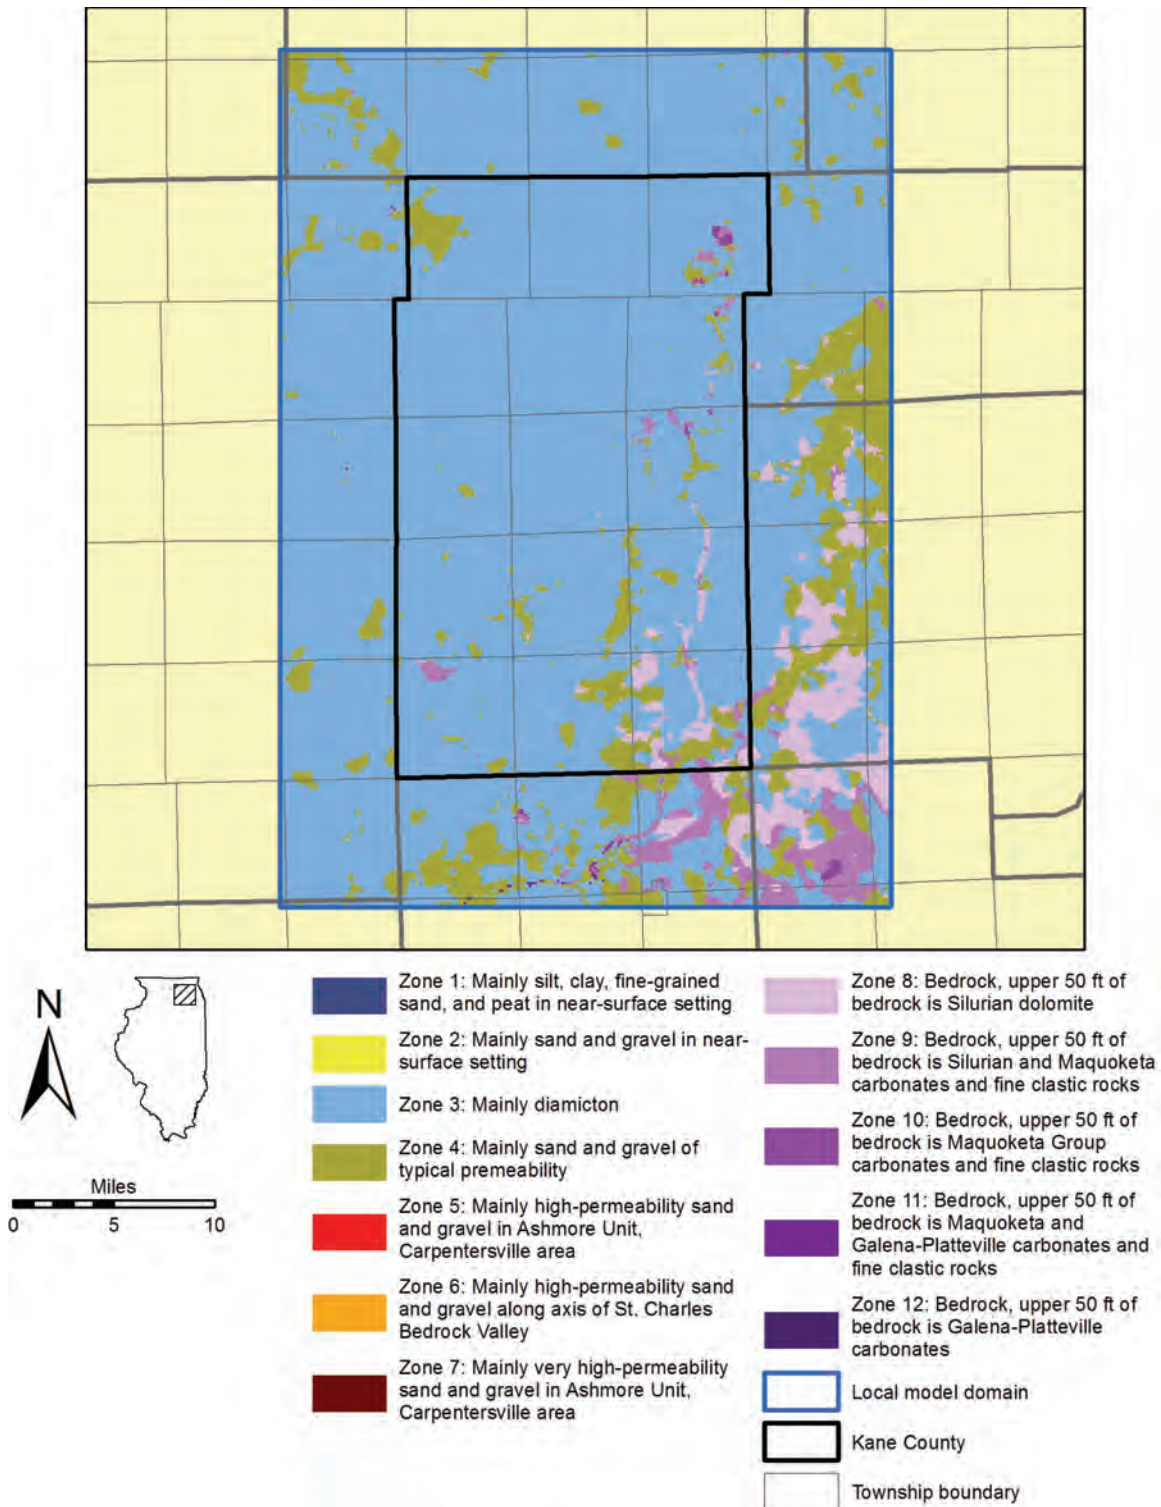 N
Miles
0 5 10
Zone 1: Mainly silt, clay, fine-grained
sand, and peat in near-surface setting
Zone 2: Mainly sand and gravel in near-
surface setting
Zone 3: Mainly diamicton
Zone 4: Mainly sand and gravel of
typical premeability
Zone 5: Mainly high-permeability sand
and gravel in Ashmore Unit,
Carpentersville area
Zone 6: Mainly high-permeability sand
and gravel along axis of St. Charles
Bedrock Valley
Zone 7: Mainly very high-permeability
sand and gravel in Ashmore Unit,
Carpentersville area
Zone 8: Bedrock, upper 50 ft of
bedrock is Silurian dolomite
Zone 9: Bedrock, upper 50 ft of
bedrock is Silurian and Maquoketa
carbonates and fine clastic rocks
Zone 10: Bedrock, upper 50 ft of
bedrock is Maquoketa Group
carbonates and fine clastic rocks
Zone 11: Bedrock, upper 50 ft of
bedrock is Maquoketa and
Galena-Platteville carbonates and
fine clastic rocks
Zone 12: Bedrock, upper 50 ft of
bedrock is Galena-Platteville
carbonates
Local model domain
Kane County
Township boundary